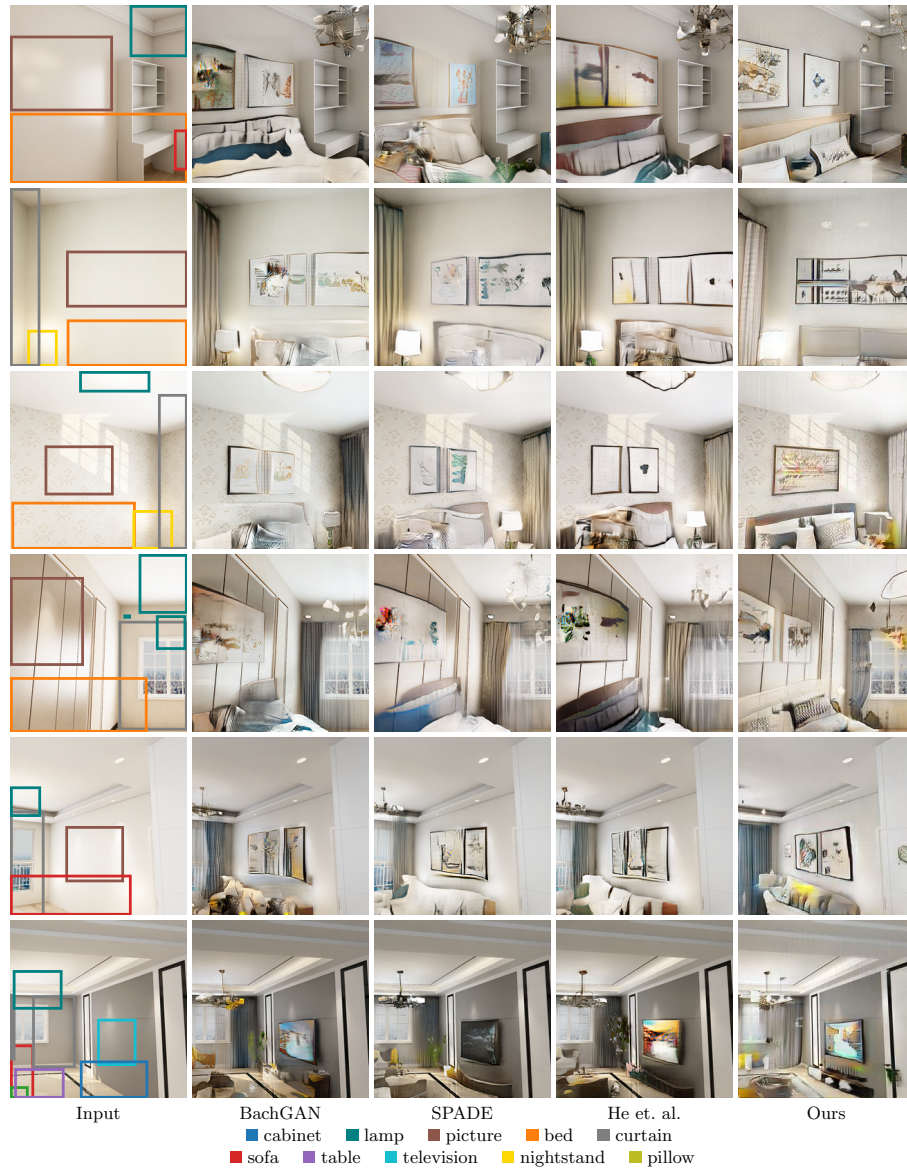 Input BachGAN SPADE He et. al. Ours
cabinet lamp picture bed curtain
sofa table television nightstand pillow